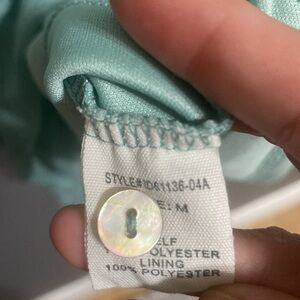 STYLE#ID61136-04A
E: M
ELF
POLYESTER
LINING
100% POLYESTER